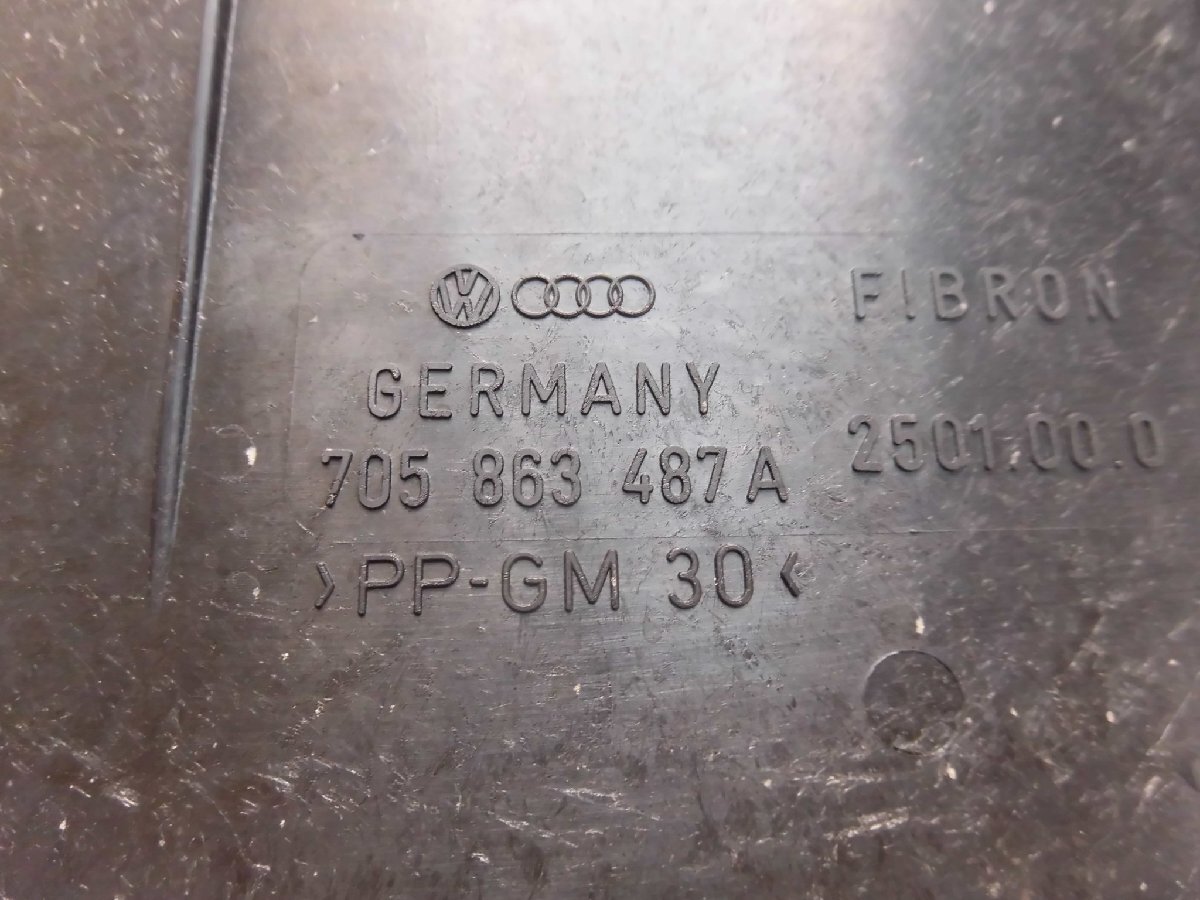 FIBRON
GERMANY
2501.00.0
705 863 487 A
>PP-GM 30<